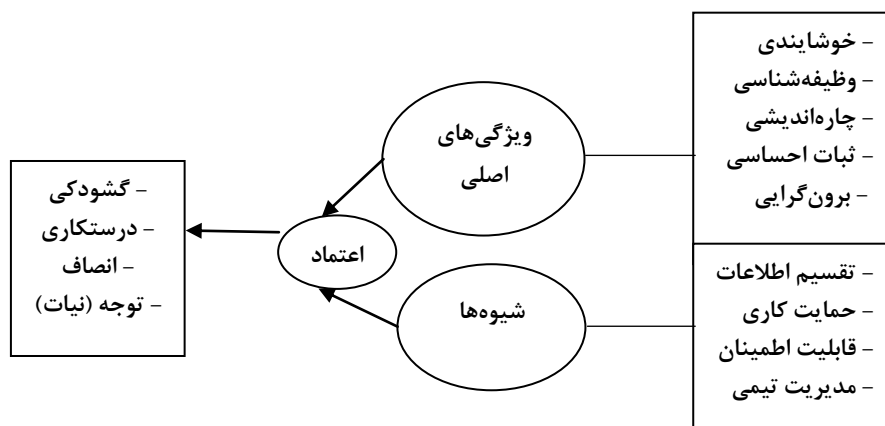 – خوشایندی
– وظیفه‌شناسی
– چاره‌اندیشی
– ثبات احساسی
– برون‌گرایی
ویژگی‌های
اصلی
– گشودکی
– درستکاری
– انصاف
– توجه (نیات)
اعتماد
شیوه‌ها
– تقسیم اطلاعات
– حمایت کاری
– قابلیت اطمینان
– مدیریت تیمی